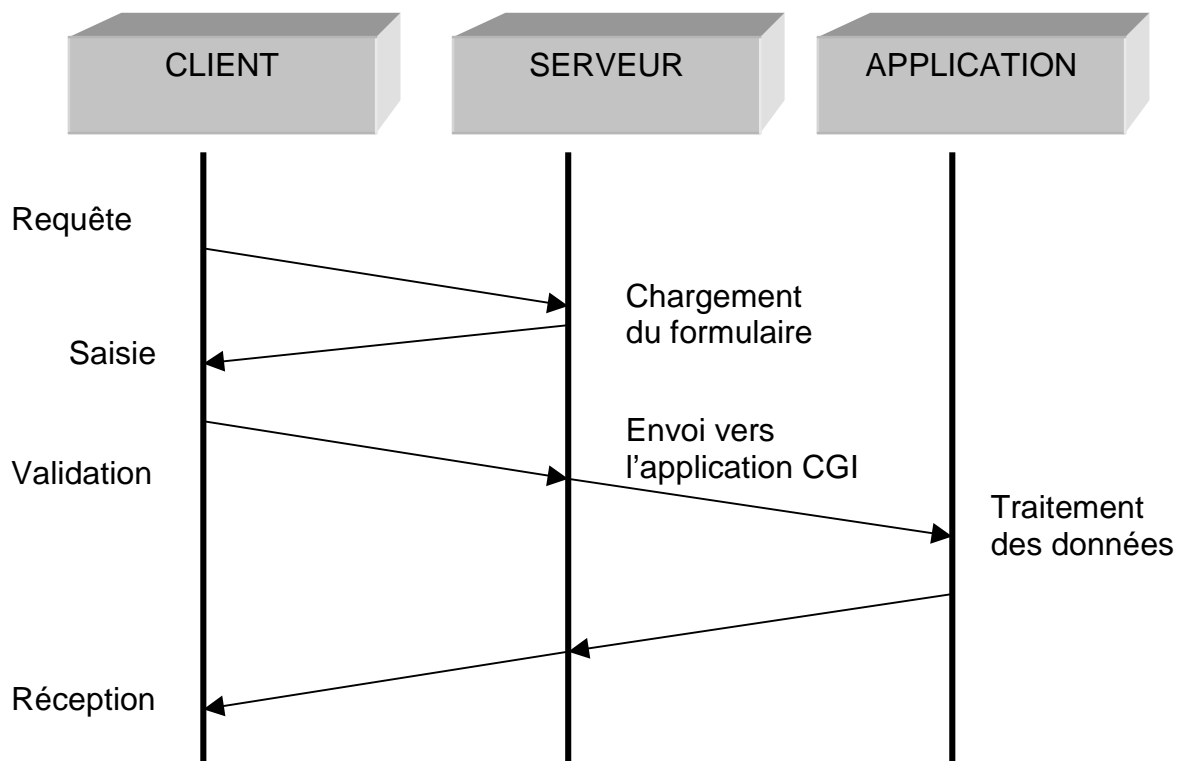 CLIENT
SERVEUR
APPLICATION
Requête
Chargement
du formulaire
Saisie
Envoi vers
l’application CGI
Validation
Traitement
des données
Réception